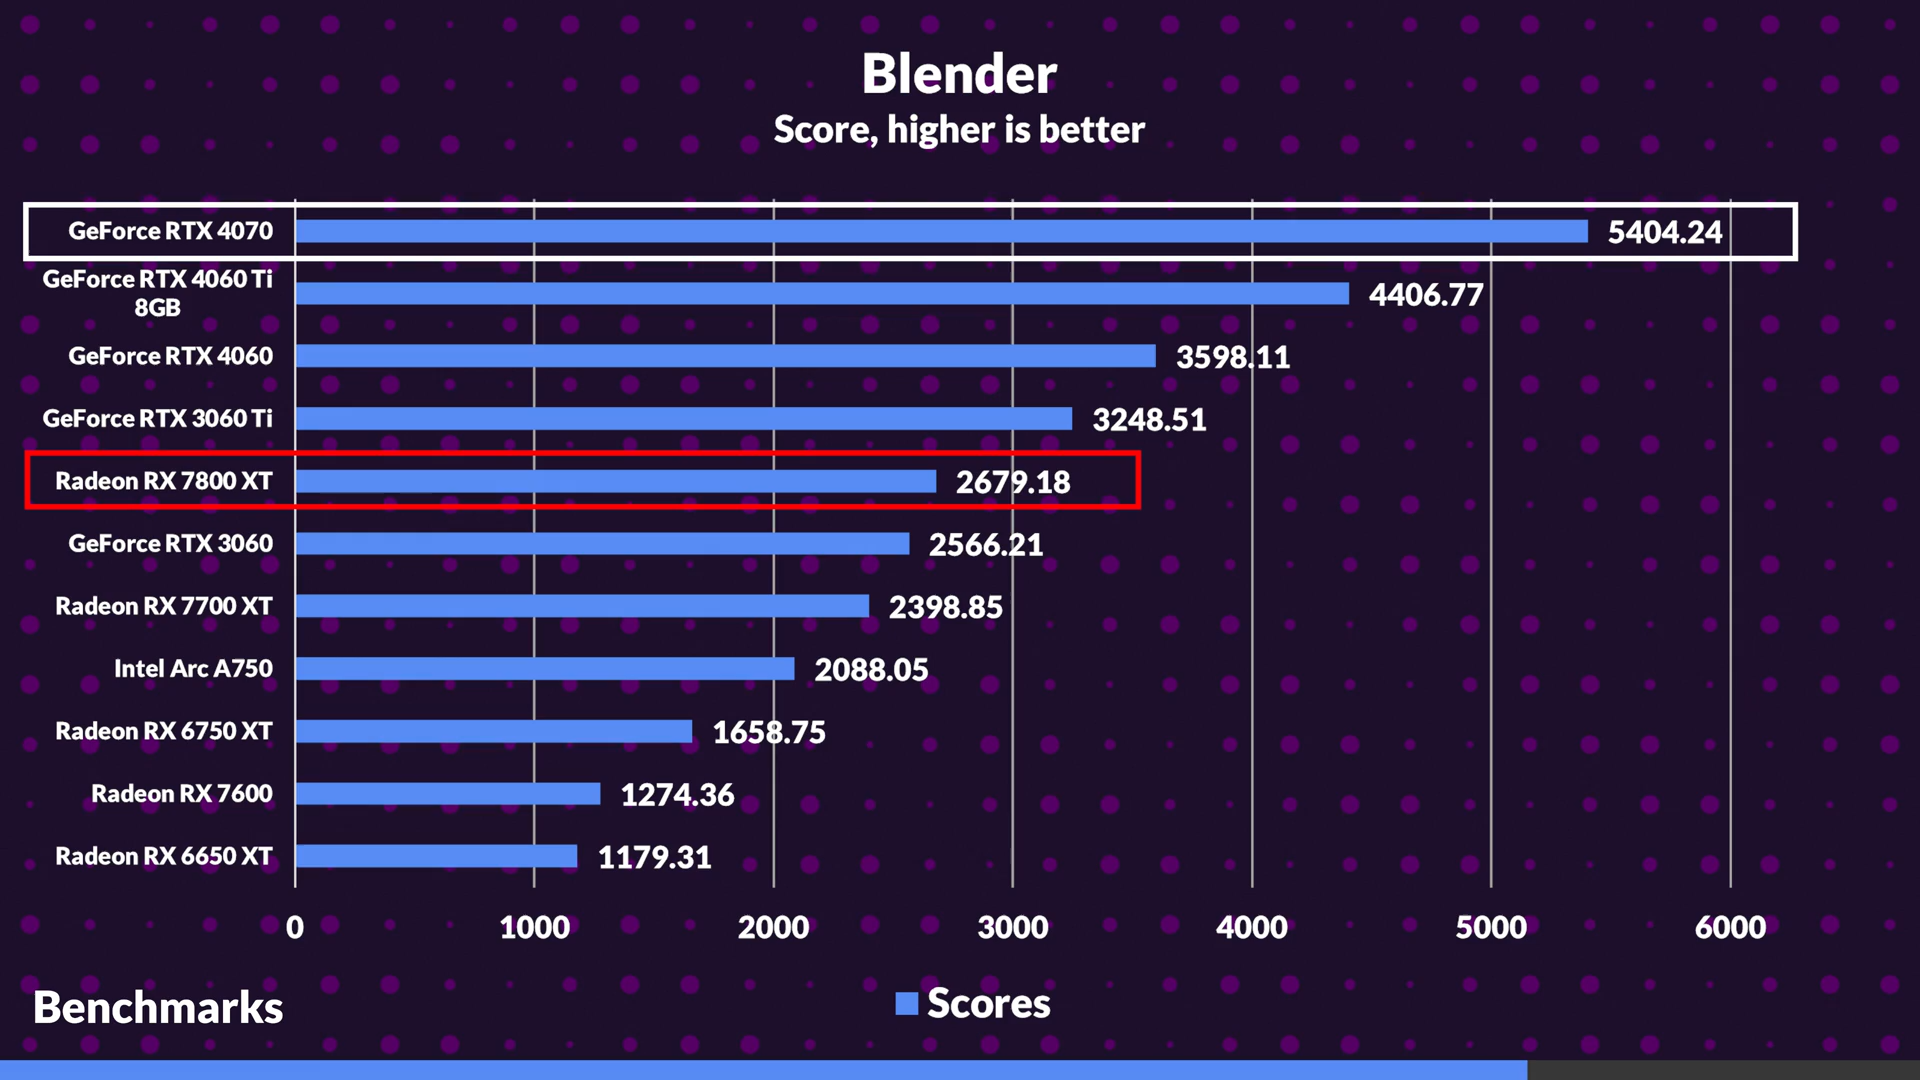 Blender
Score, higher is better
GeForce RTX 4070 5404.24
GeForce RTX 4060 Ti
8GB 4406.77
GeForce RTX 4060 3598.11
GeForce RTX 3060 Ti 3248.51
Radeon RX 7800 XT 2679.18
GeForce RTX 3060 2566.21
Radeon RX 7700 XT 2398.85
Intel Arc A750 2088.05
Radeon RX 6750 XT 1658.75
Radeon RX 7600 1274.36
Radeon RX 6650 XT 1179.31
0 1000 2000 3000 4000 5000 6000
Scores
Benchmarks